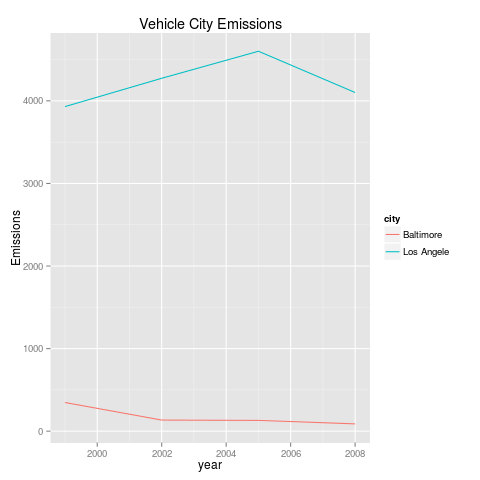 Vehicle City Emissions
Emissions
4000
3000
2000
1000
0
2000 2002 2004 2006 2008
year
city
Baltimore
Los Angele